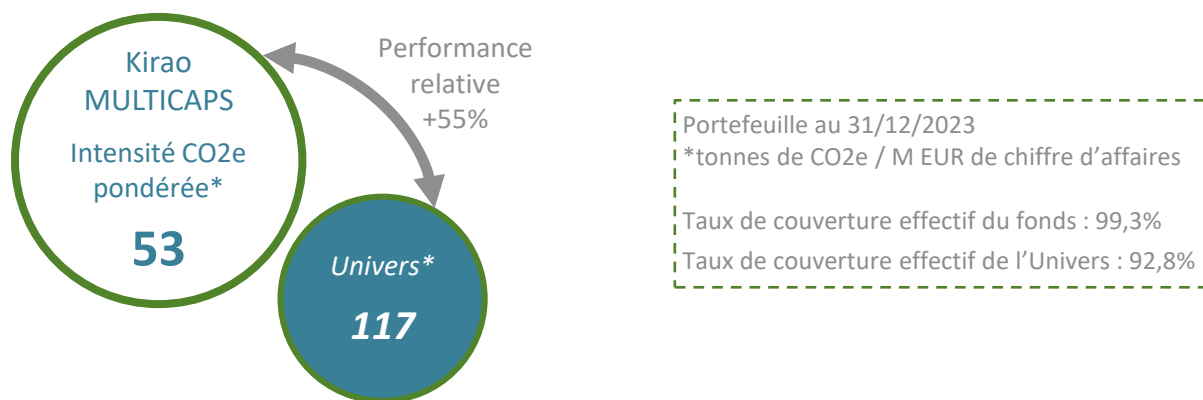 Kirao
MULTICAPS
Intensité CO2e
pondérée*
53
Performance
relative
+55%
Univers*
117
Portefeuille au 31/12/2023
*tonnes de CO2e / M EUR de chiffre d’affaires
Taux de couverture effectif du fonds : 99,3%
Taux de couverture effectif de l’Univers : 92,8%